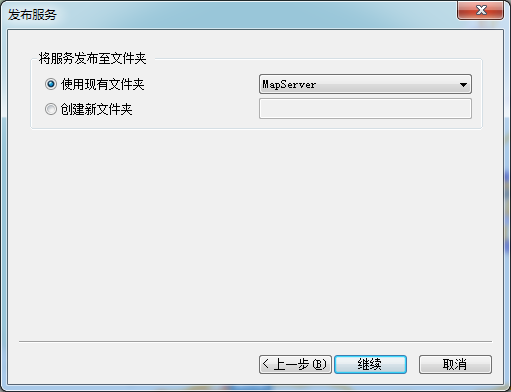 发布服务
将服务发布至文件夹
使用现有文件夹 MapServer
创建新文件夹
< 上一步(B) 继续 取消